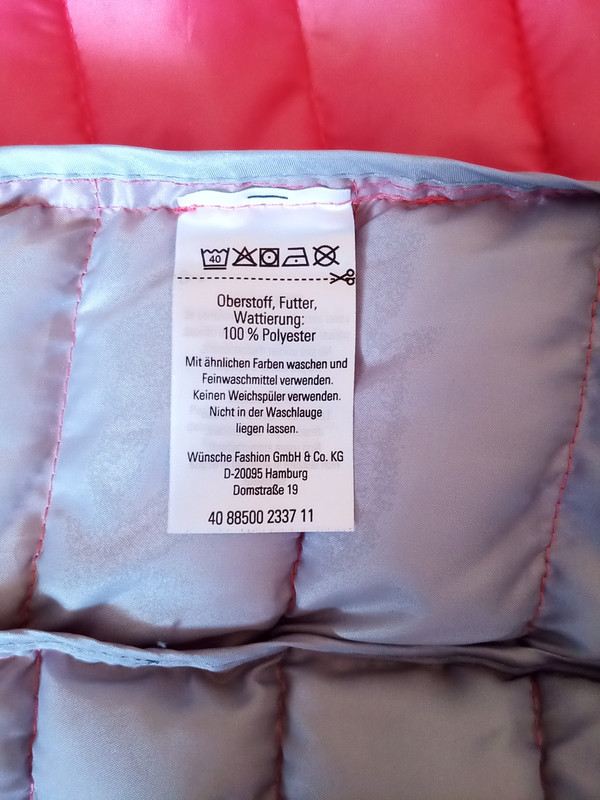 40
Oberstoff, Futter,
Wattierung:
100 % Polyester
Mit ähnlichen Farben waschen und
Feinwaschmittel verwenden.
Keinen Weichspüler verwenden.
Nicht in der Waschlauge
liegen lassen.
Wünsche Fashion GmbH & Co. KG
D-20095 Hamburg
Domstraße 19
40 88500 2337 11